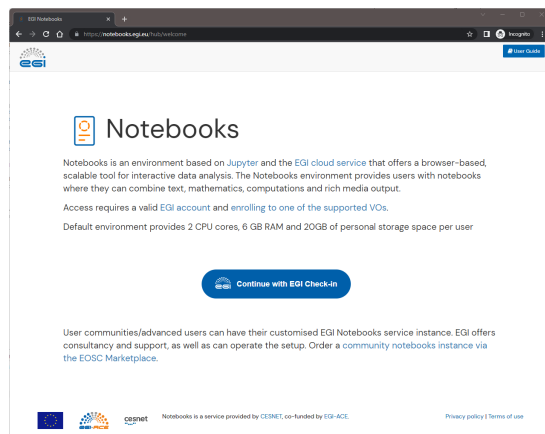 EGI Notebooks
https://notebooks.egi.eu/hub/welcome
Incognito
egi
User Guide
Notebooks
Notebooks is an environment based on Jupyter and the EGI cloud service that offers a browser-based,
scalable tool for interactive data analysis. The Notebooks environment provides users with notebooks
where they can combine text, mathematics, computations and rich media output.
Access requires a valid EGI account and enrolling to one of the supported VOs.
Default environment provides 2 CPU cores, 6 GB RAM and 20GB of personal storage space per user
egi Continue with EGI Check-in
User communities/advanced users can have their customised EGI Notebooks service instance. EGI offers
consultancy and support, as well as can operate the setup. Order a community notebooks instance via
the EOSC Marketplace.
egi-ace cesnet Notebooks is a service provided by CESNET, co-funded by EGI-ACE. Privacy policy | Terms of use